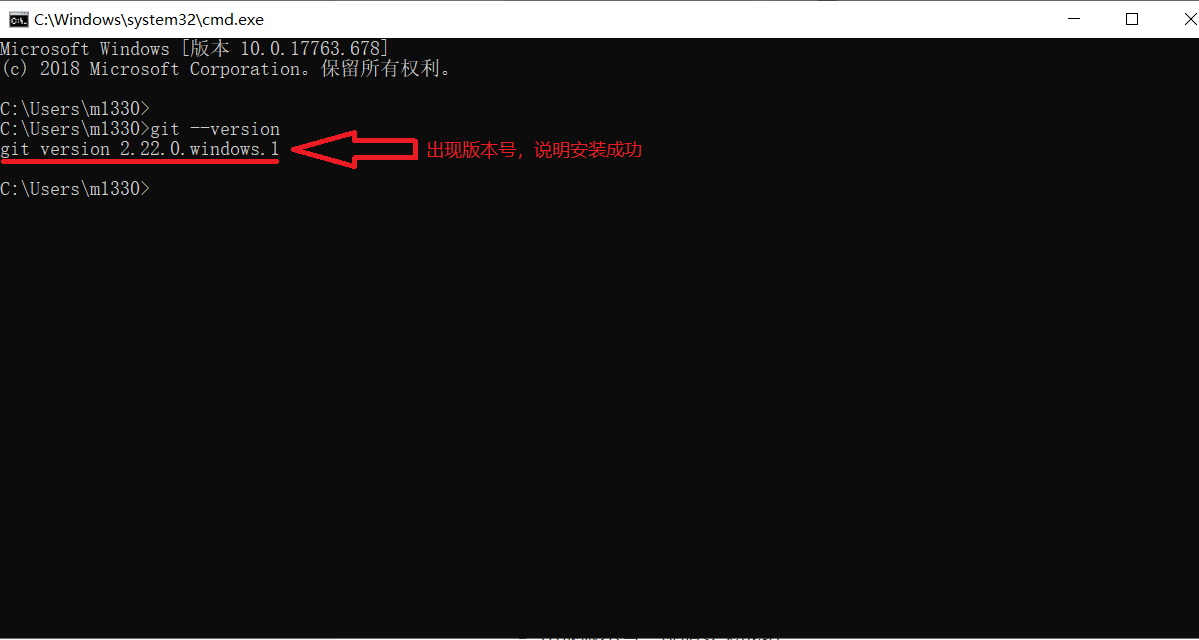 C:\Windows\system32\cmd.exe
Microsoft Windows [版本 10.0.17763.678]
(c) 2018 Microsoft Corporation。保留所有权利。
C:\Users\m1330>
C:\Users\m1330>git --version
git version 2.22.0.windows.1
出现版本号，说明安装成功
C:\Users\m1330>